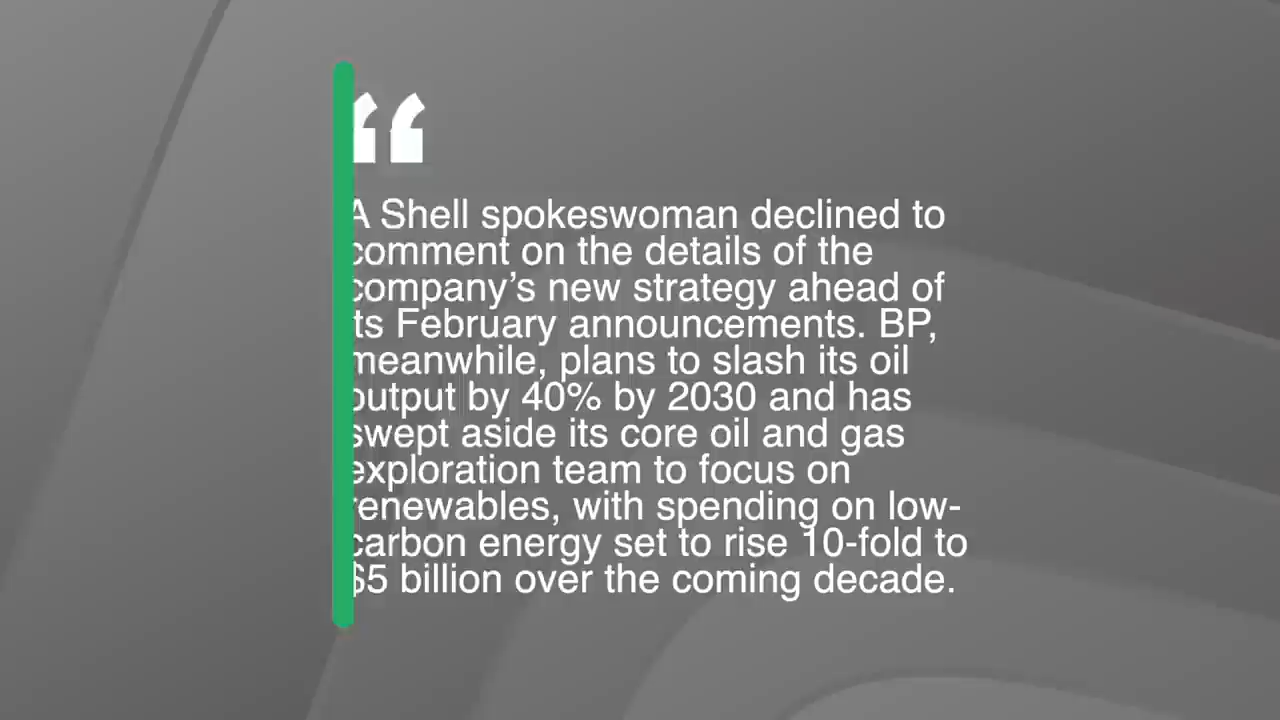 “
A Shell spokeswoman declined to
comment on the details of the
company’s new strategy ahead of
its February announcements. BP,
meanwhile, plans to slash its oil
output by 40% by 2030 and has
swept aside its core oil and gas
exploration team to focus on
renewables, with spending on low-
carbon energy set to rise 10-fold to
$5 billion over the coming decade.